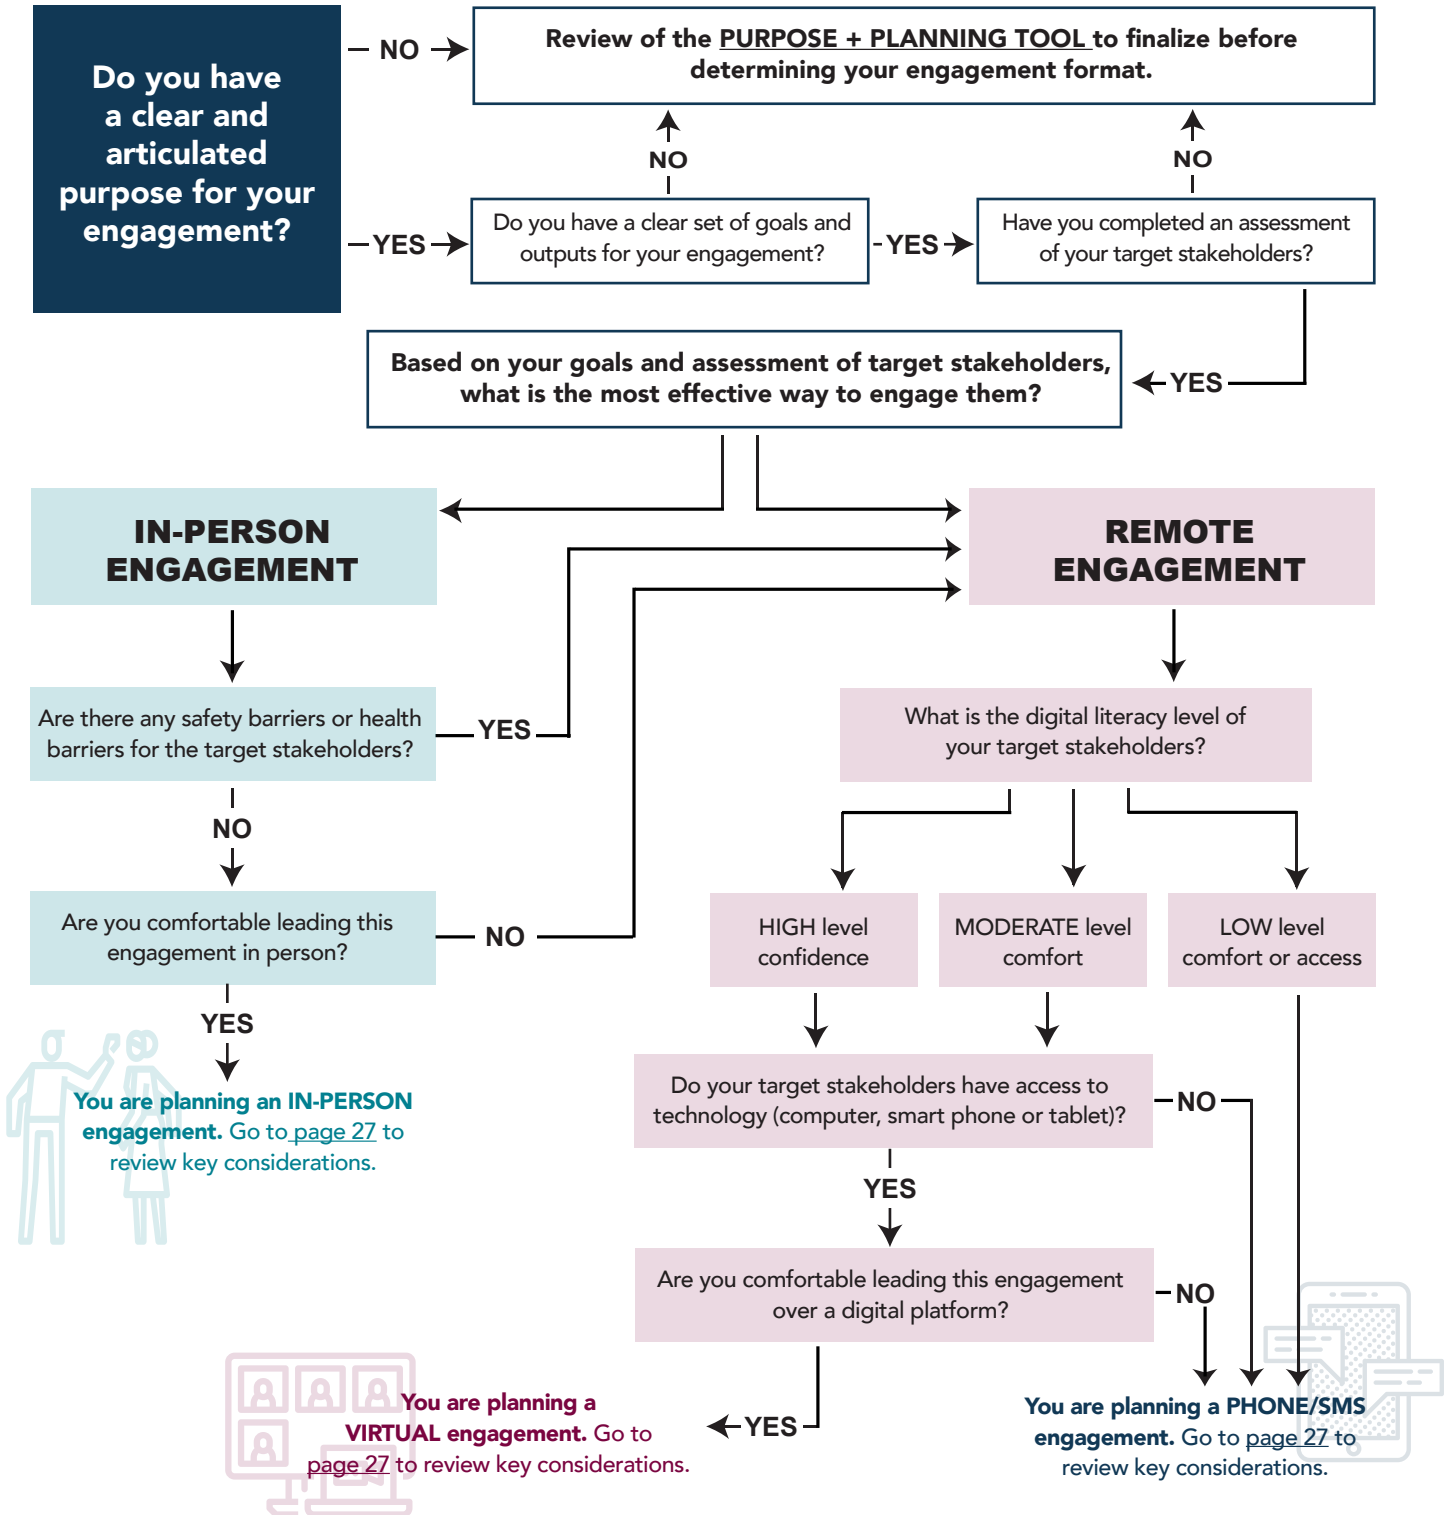 Do you have
a clear and
articulated
purpose for your
engagement?
NO
Review of the PURPOSE + PLANNING TOOL to finalize before
determining your engagement format.
NO
NO
YES
Do you have a clear set of goals and
outputs for your engagement?
YES
Have you completed an assessment
of your target stakeholders?
YES
Based on your goals and assessment of target stakeholders,
what is the most effective way to engage them?
IN-PERSON
ENGAGEMENT
REMOTE
ENGAGEMENT
Are there any safety barriers or health
barriers for the target stakeholders?
YES
What is the digital literacy level of
your target stakeholders?
NO
Are you comfortable leading this
engagement in person?
NO
HIGH level
confidence
MODERATE level
comfort
LOW level
comfort or access
YES
You are planning an IN-PERSON
engagement. Go to page 27 to
review key considerations.
Do your target stakeholders have access to
technology (computer, smart phone or tablet)?
NO
YES
Are you comfortable leading this engagement
over a digital platform?
NO
YES
You are planning a
VIRTUAL engagement. Go to
page 27 to review key considerations.
You are planning a PHONE/SMS
engagement. Go to page 27 to
review key considerations.